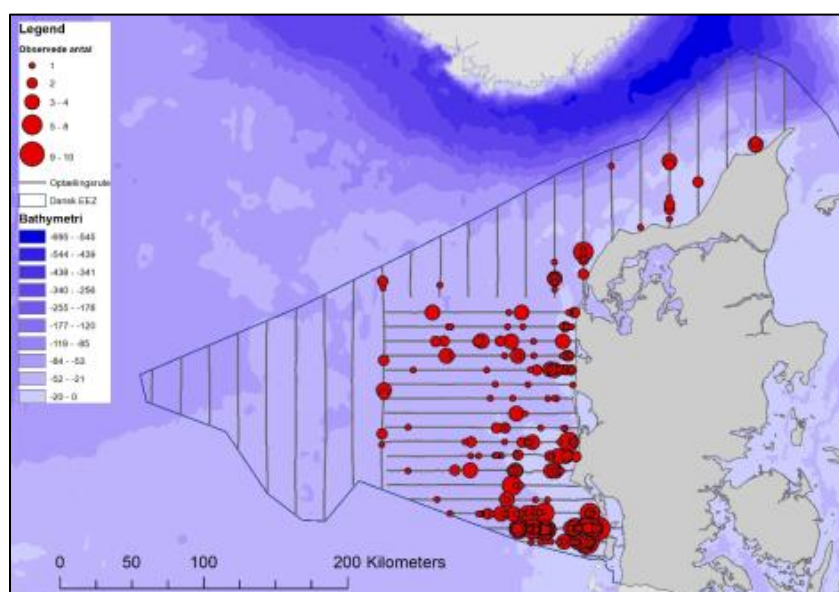 Legend
Observede antal
1
2
3 - 4
5 - 8
9 - 10
Optællingsrute
Dansk EEZ
Bathymetri
-695 - -545
-544 - -439
-438 - -341
-340 - -256
-255 - -178
-177 - -120
-119 - -85
-84 - -53
-52 - -21
-20 - 0
0 50 100 200 Kilometers